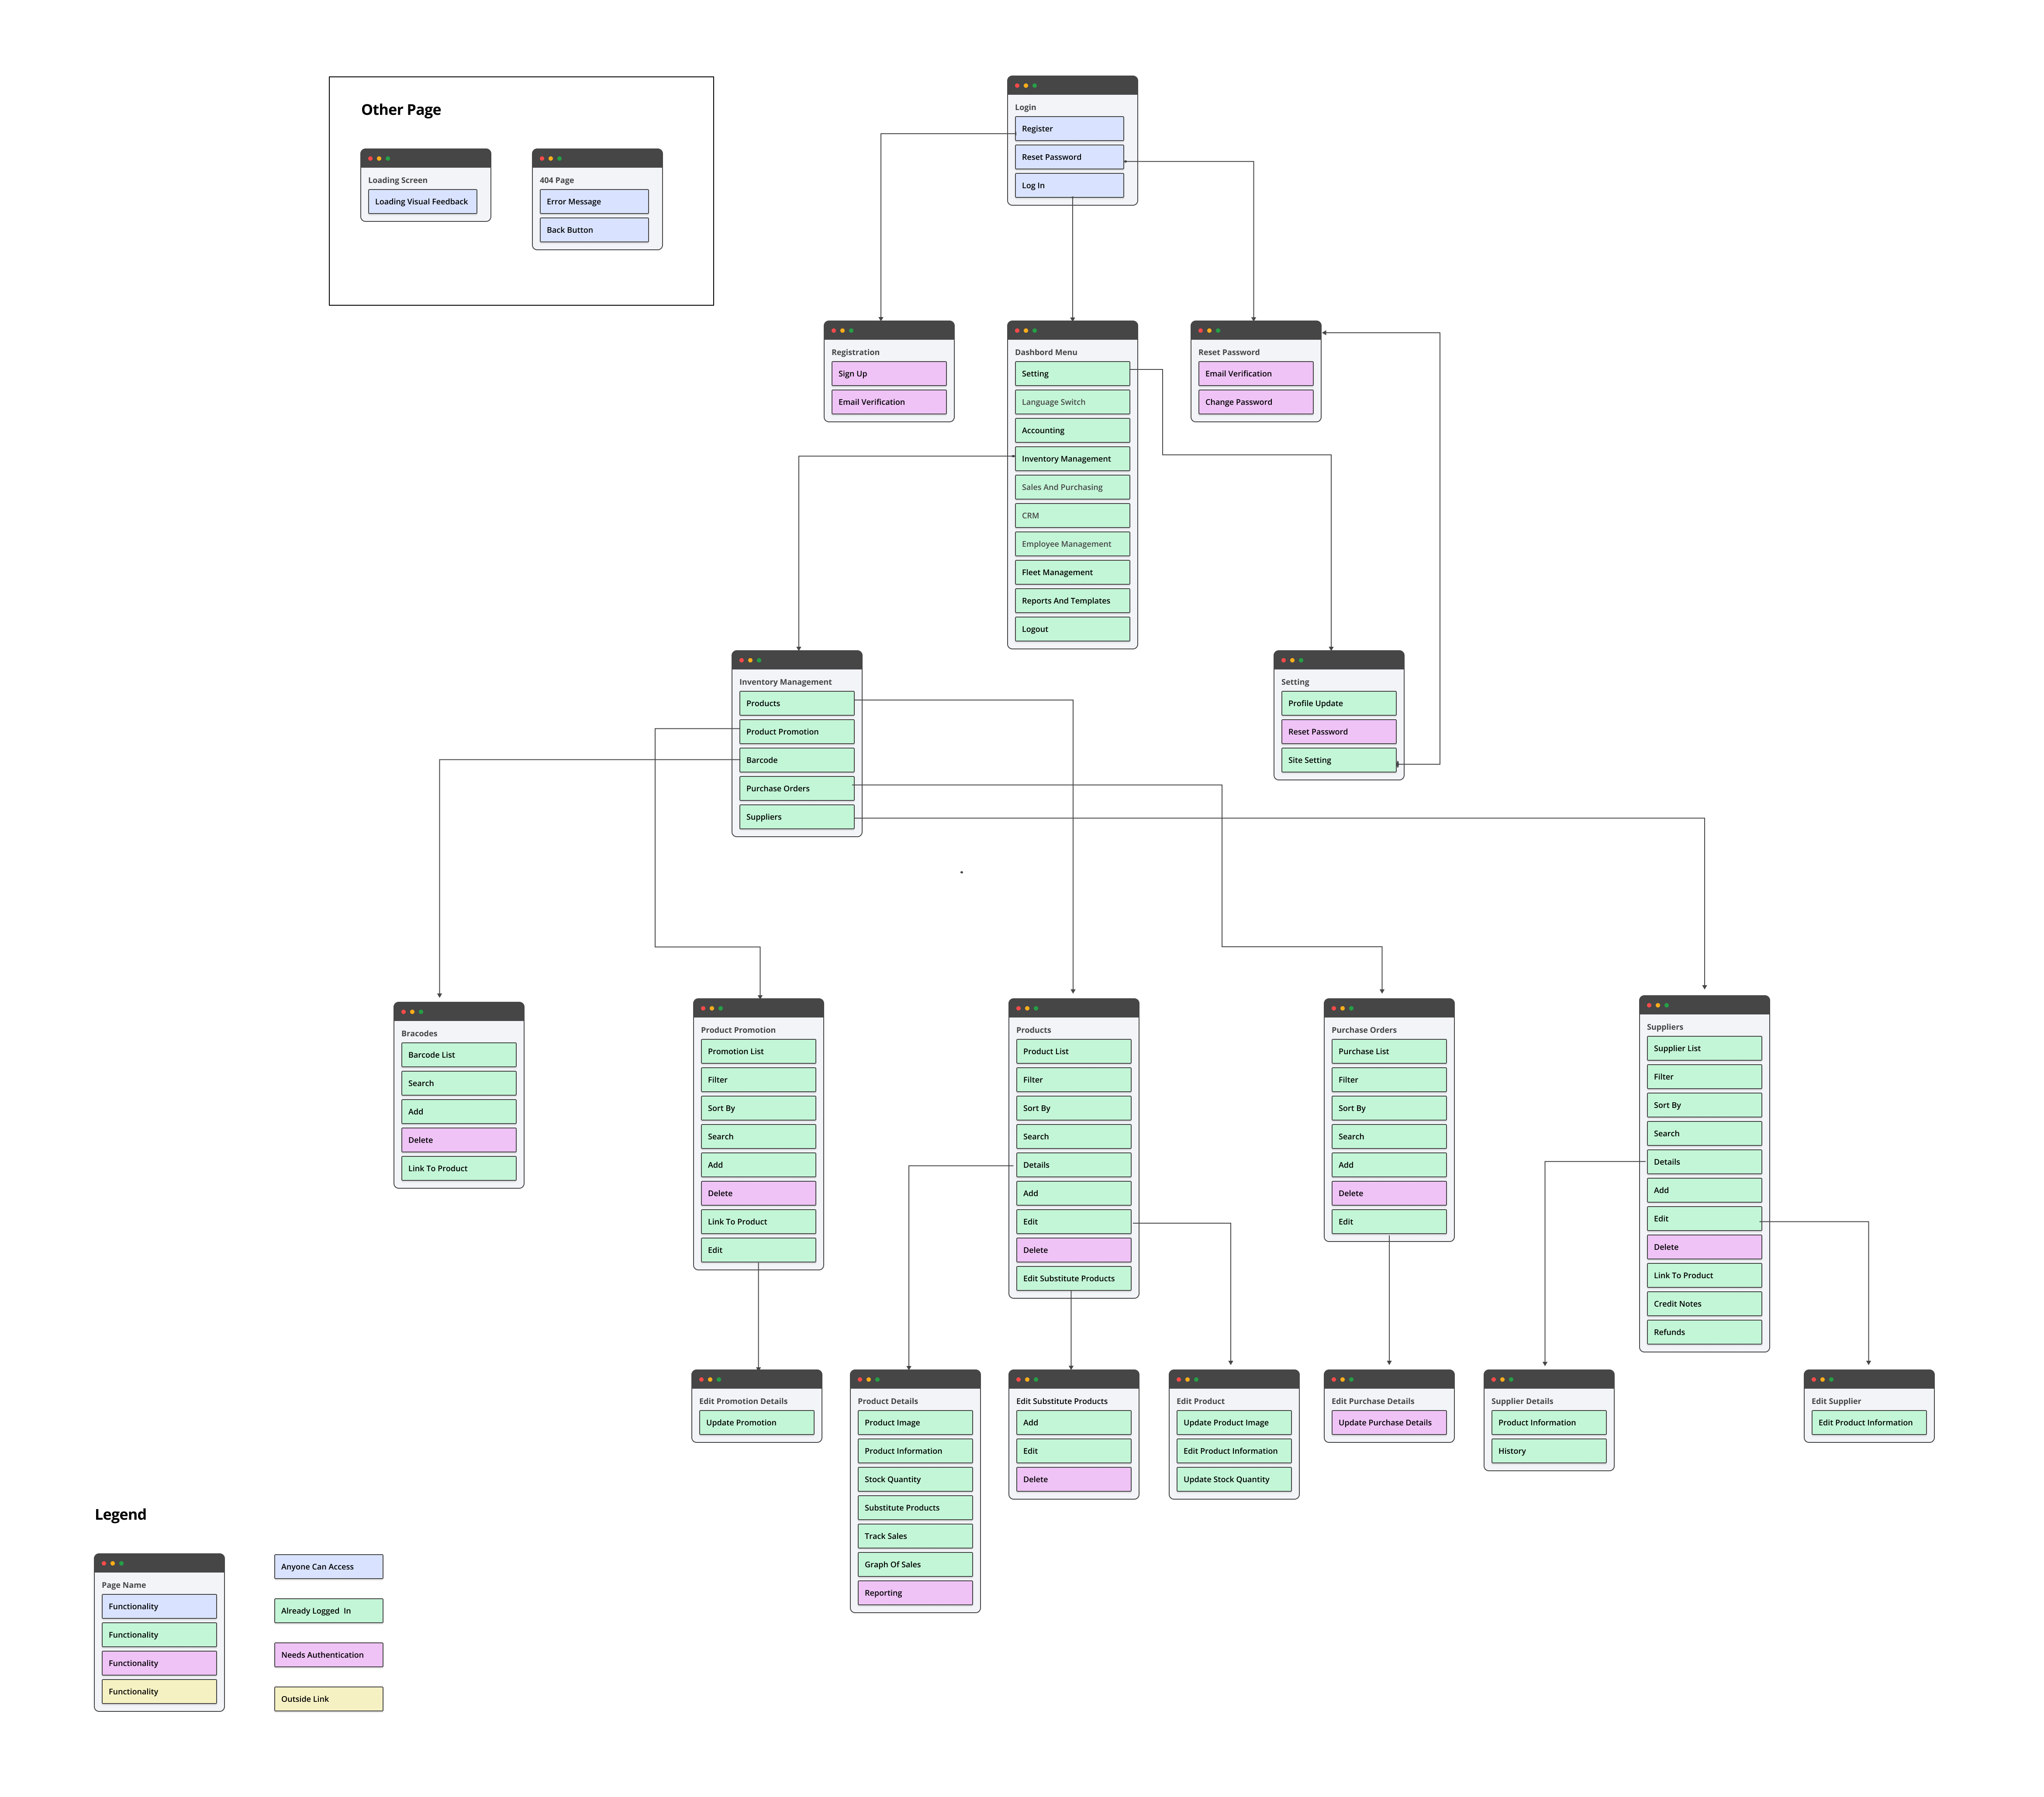 Other Page
Loading Screen
Loading Visual Feedback
404 Page
Error Message
Back Button
Login
Register
Reset Password
Log In
Registration
Sign Up
Email Verification
Dashbord Menu
Setting
Language Switch
Accounting
Inventory Management
Sales And Purchasing
CRM
Employee Management
Fleet Management
Reports And Templates
Logout
Reset Password
Email Verification
Change Password
Inventory Management
Products
Product Promotion
Barcode
Purchase Orders
Suppliers
Setting
Profile Update
Reset Password
Site Setting
Bracodes
Barcode List
Search
Add
Delete
Link To Product
Product Promotion
Promotion List
Filter
Sort By
Search
Add
Delete
Link To Product
Edit
Products
Product List
Filter
Sort By
Search
Details
Add
Edit
Delete
Edit Substitute Products
Purchase Orders
Purchase List
Filter
Sort By
Search
Add
Delete
Edit
Suppliers
Supplier List
Filter
Sort By
Search
Details
Add
Edit
Delete
Link To Product
Credit Notes
Refunds
Edit Promotion Details
Update Promotion
Product Details
Product Image
Product Information
Stock Quantity
Substitute Products
Track Sales
Graph Of Sales
Reporting
Edit Substitute Products
Add
Edit
Delete
Edit Product
Update Product Image
Edit Product Information
Update Stock Quantity
Edit Purchase Details
Update Purchase Details
Supplier Details
Product Information
History
Edit Supplier
Edit Product Information
Legend
Page Name
Functionality
Functionality
Functionality
Functionality
Anyone Can Access
Already Logged  In
Needs Authentication
Outside Link